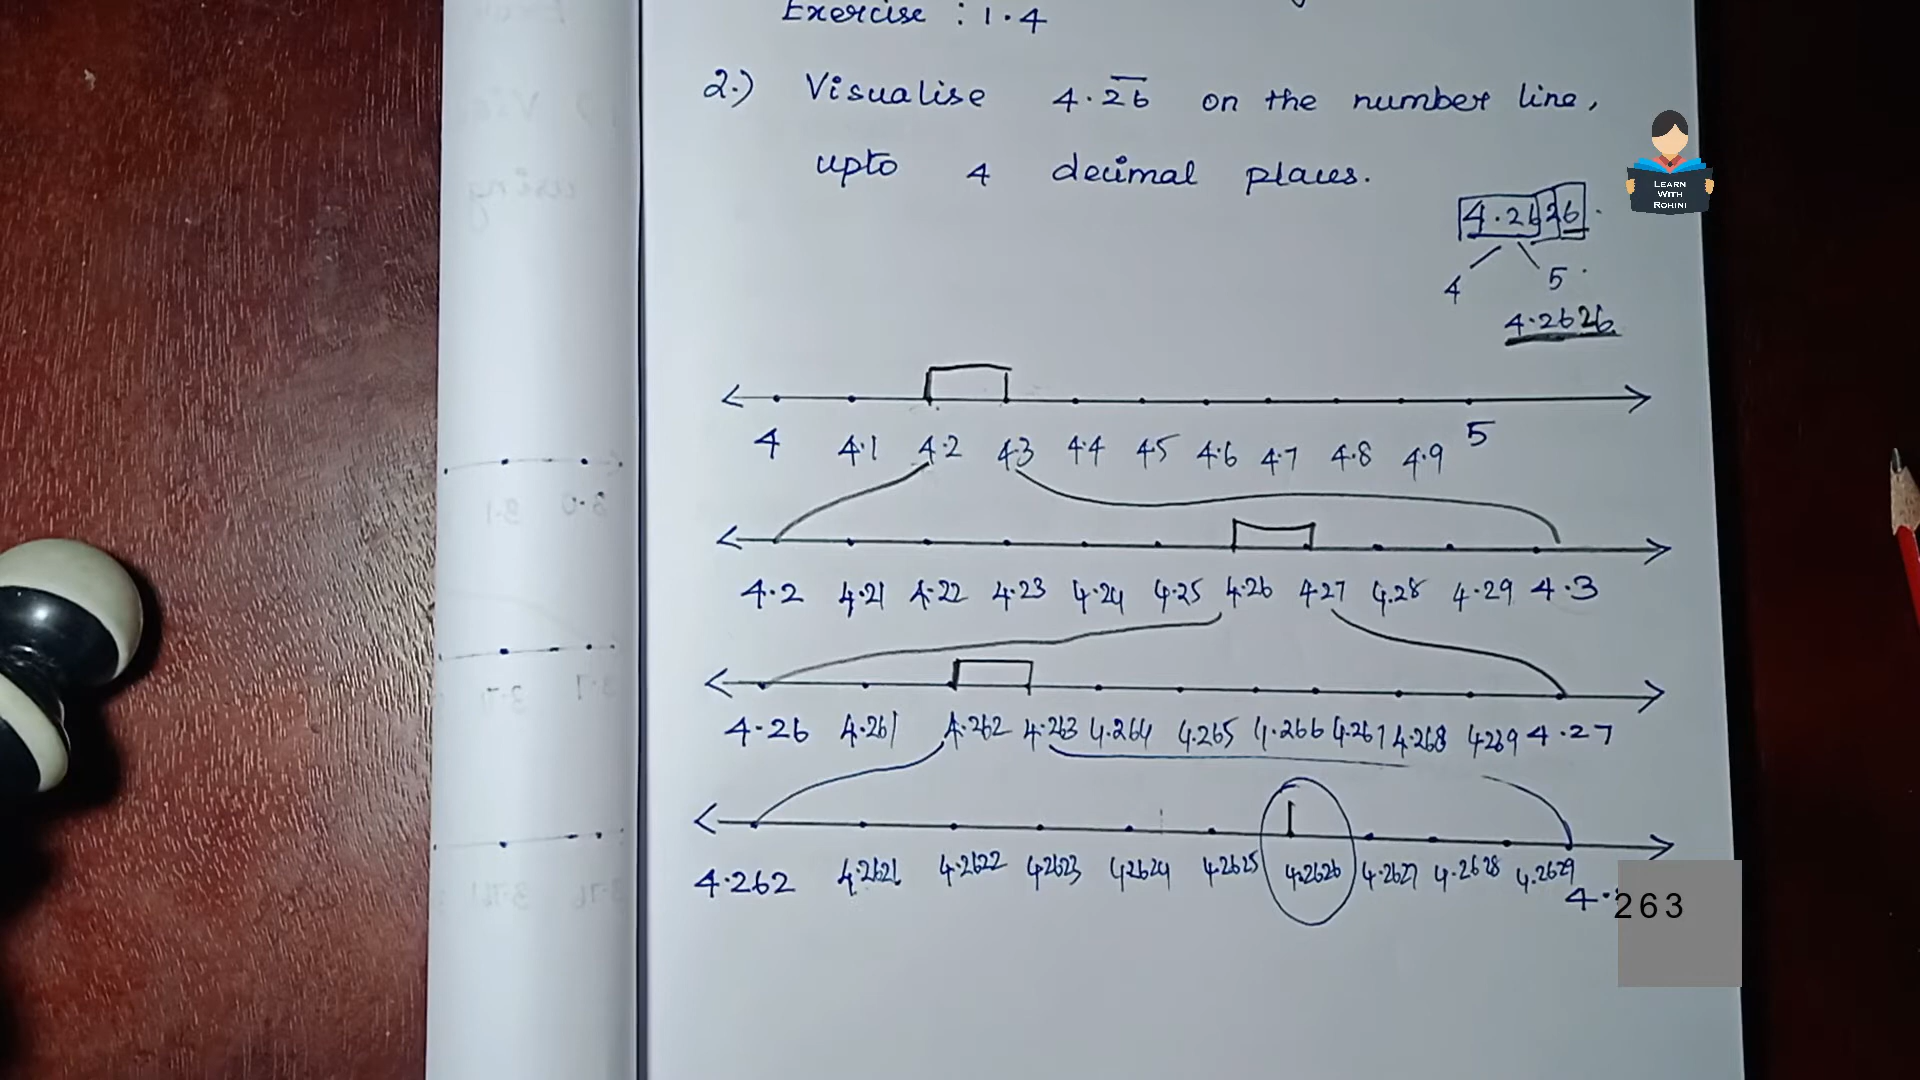 Exercise : 1.4
2.) Visualise 4.2̅6̅ on the number line,
upto 4 decimal places.
LEARN
WITH
ROHINI
4.2626.
4 5.
4.2626
4 4.1 4.2 4.3 4.4 4.5 4.6 4.7 4.8 4.9 5
4.2 4.21 4.22 4.23 4.24 4.25 4.26 4.27 4.28 4.29 4.3
4.26 4.261 4.262 4.263 4.264 4.265 4.266 4.267 4.268 4269 4.27
4.262 4.2621 4.2622 4.2623 4.2624 4.2625 4.2626 4.2627 4.2628 4.2629
4.263